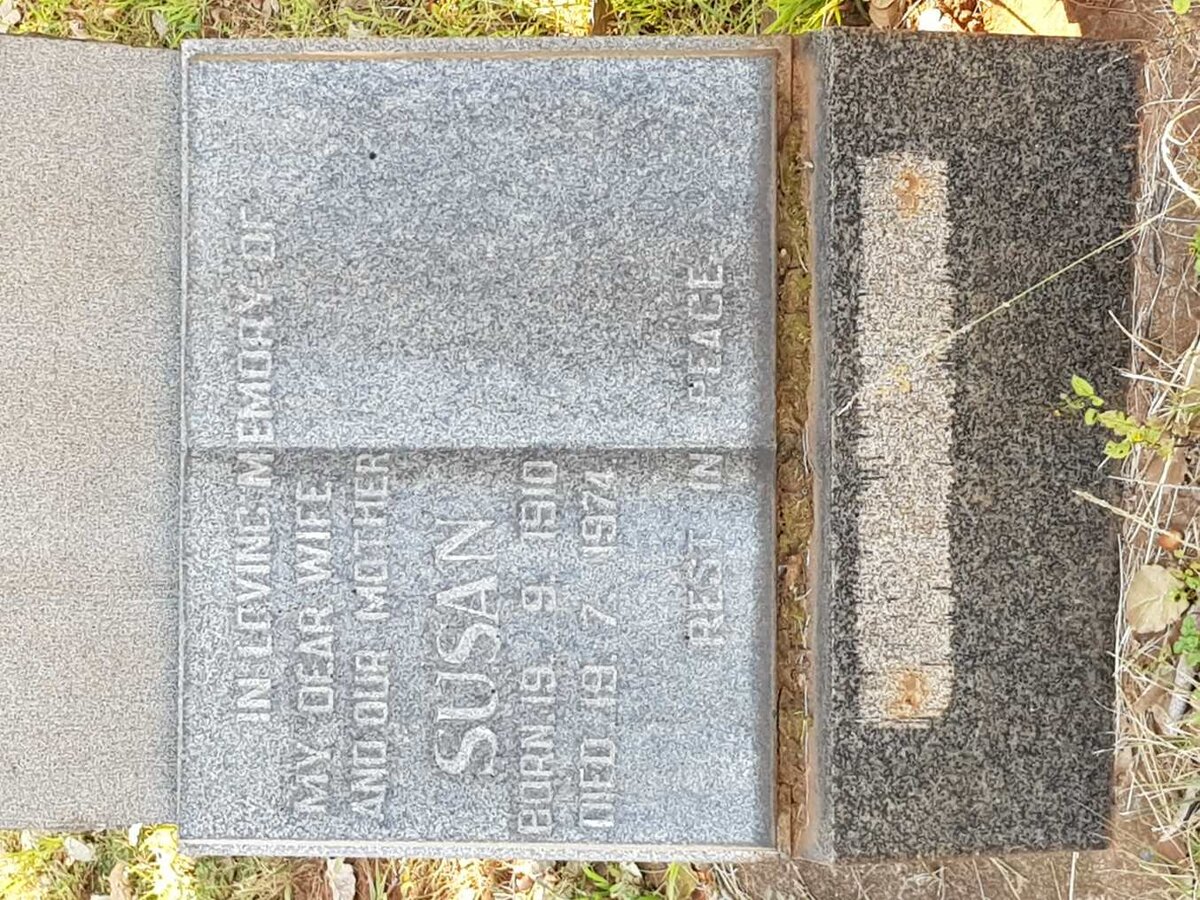 IN LOVING MEMORY OF
MY DEAR WIFE
AND OUR MOTHER
SUSAN
BORN 19. 9. 1910
DIED 19 7 1974
REST IN PEACE